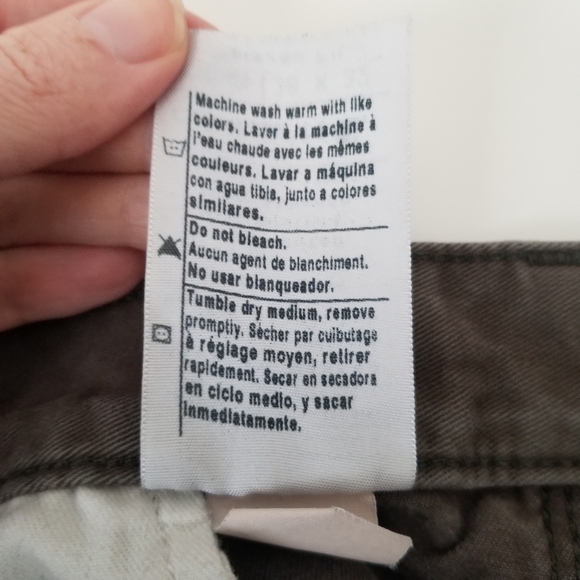 Machine wash warm with like
colors. Laver à la machine à
l'eau chaude avec les mêmes
couleurs. Lavar a máquina
con agua tibia, junto a colores
similares.
Do not bleach.
Aucun agent de blanchiment.
No usar blanqueador.
Tumble dry medium, remove
promptly. Sécher par culbutage
à réglage moyen, retirer
rapidement. Secar en secadora
en ciclo medio, y sacar
inmediatamente.